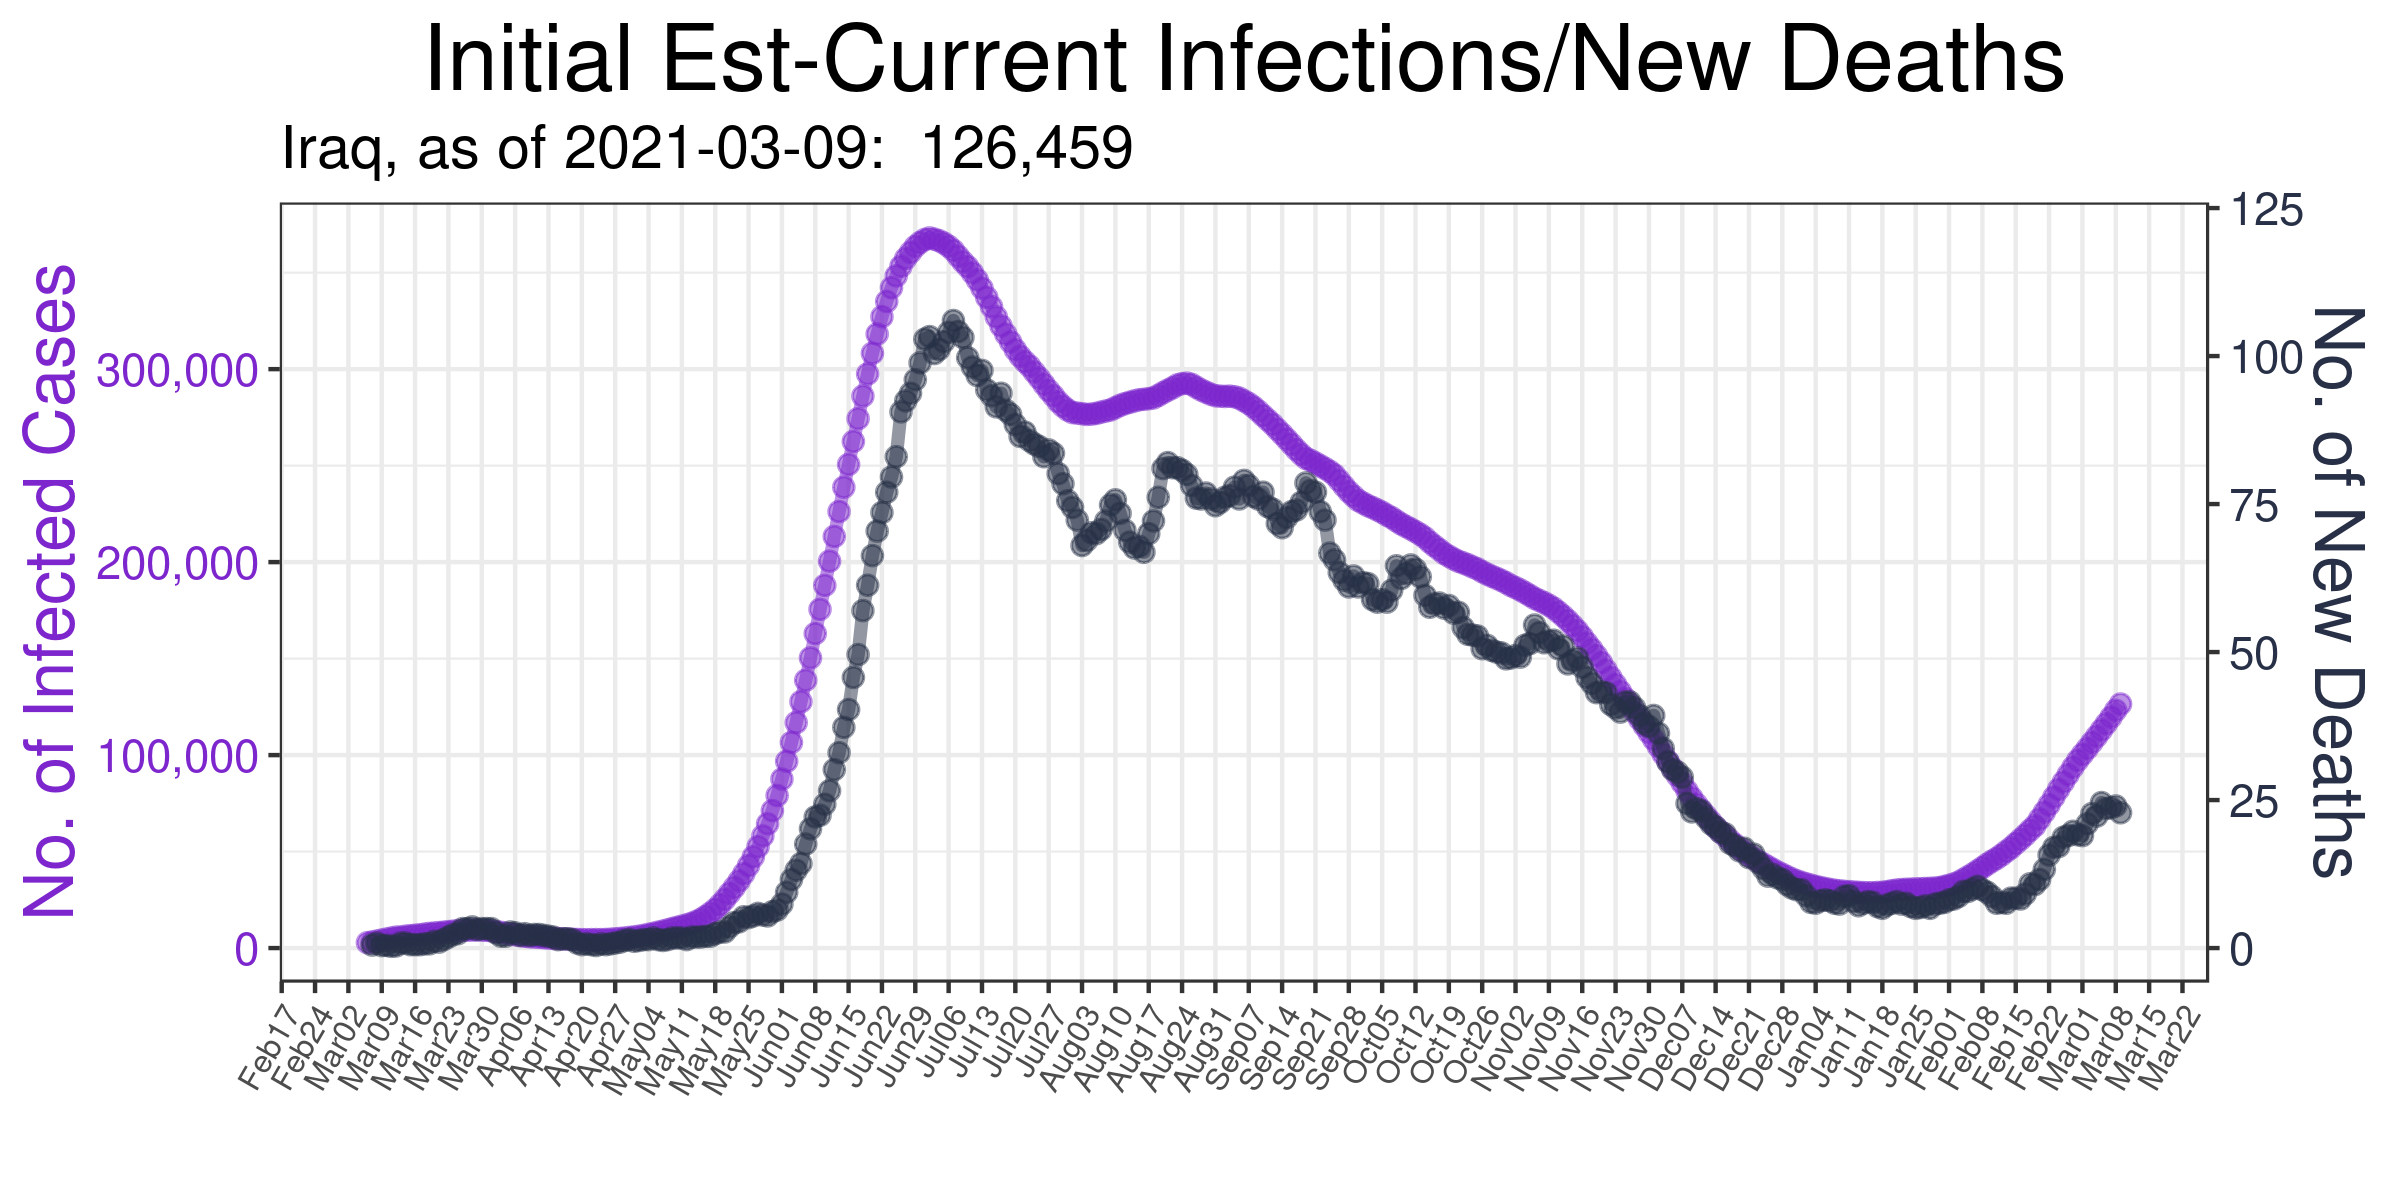 Initial Est-Current Infections/New Deaths
Iraq, as of 2021-03-09:  126,459
No. of Infected Cases
300,000
200,000
100,000
0
125
100
75
50
25
0
No. of New Deaths
Feb17
Feb24
Mar02
Mar09
Mar16
Mar23
Mar30
Apr06
Apr13
Apr20
Apr27
May04
May11
May18
May25
Jun01
Jun08
Jun15
Jun22
Jun29
Jul06
Jul13
Jul20
Jul27
Aug03
Aug10
Aug17
Aug24
Aug31
Sep07
Sep14
Sep21
Sep28
Oct05
Oct12
Oct19
Oct26
Nov02
Nov09
Nov16
Nov23
Nov30
Dec07
Dec14
Dec21
Dec28
Jan04
Jan11
Jan18
Jan25
Feb01
Feb08
Feb15
Feb22
Mar01
Mar08
Mar15
Mar22